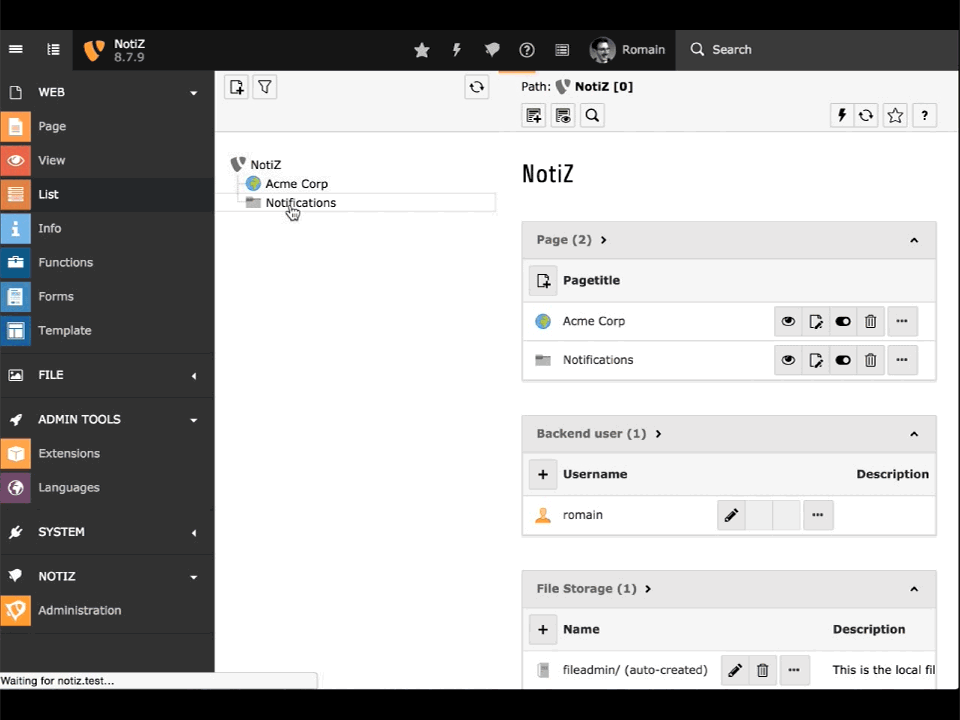 NotiZ
8.7.9
Romain
Search
WEB
Page
View
List
Info
Functions
Forms
Template
FILE
ADMIN TOOLS
Extensions
Languages
SYSTEM
NOTIZ
Administration
NotiZ
Acme Corp
Notifications
Path: NotiZ [0]
NotiZ
Page (2)
Pagetitle
Acme Corp
Notifications
Backend user (1)
Username Description
romain
File Storage (1)
Name Description
fileadmin/ (auto-created) This is the local fil
Waiting for notiz.test...